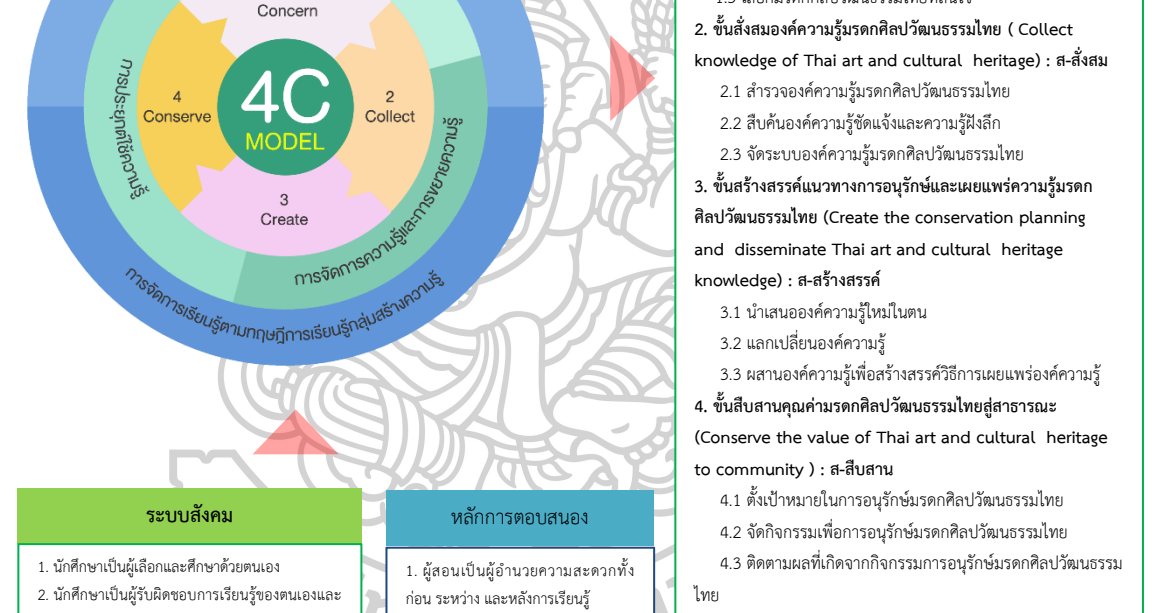 Concern
4C
MODEL
2
Collect
3
Create
4
Conserve
การประยุกต์ใช้ความรู้
การจัดการความรู้และการขยายความรู้
การจัดการเรียนรู้ตามทฤษฎีการเรียนรู้กลุ่มสร้างความรู้
2. ขั้นสั่งสมองค์ความรู้มรดกศิลปวัฒนธรรมไทย ( Collect
knowledge of Thai art and cultural heritage) : ส-สั่งสม
2.1 สำรวจองค์ความรู้มรดกศิลปวัฒนธรรมไทย
2.2 สืบค้นองค์ความรู้ชัดแจ้งและความรู้ฝังลึก
2.3 จัดระบบองค์ความรู้มรดกศิลปวัฒนธรรมไทย
3. ขั้นสร้างสรรค์แนวทางการอนุรักษ์และเผยแพร่ความรู้มรดก
ศิลปวัฒนธรรมไทย (Create the conservation planning
and disseminate Thai art and cultural heritage
knowledge) : ส-สร้างสรรค์
3.1 นำเสนอองค์ความรู้ใหม่ในตน
3.2 แลกเปลี่ยนองค์ความรู้
3.3 ผสานองค์ความรู้เพื่อสร้างสรรค์วิธีการเผยแพร่องค์ความรู้
4. ขั้นสืบสานคุณค่ามรดกศิลปวัฒนธรรมไทยสู่สาธารณะ
(Conserve the value of Thai art and cultural heritage
to community ) : ส-สืบสาน
4.1 ตั้งเป้าหมายในการอนุรักษ์มรดกศิลปวัฒนธรรมไทย
4.2 จัดกิจกรรมเพื่อการอนุรักษ์มรดกศิลปวัฒนธรรมไทย
4.3 ติดตามผลที่เกิดจากกิจกรรมการอนุรักษ์มรดกศิลปวัฒนธรรม
ไทย
ระบบสังคม
1. นักศึกษาเป็นผู้เลือกและศึกษาด้วยตนเอง
2. นักศึกษาเป็นผู้รับผิดชอบการเรียนรู้ของตนเองและ
หลักการตอบสนอง
1. ผู้สอนเป็นผู้อำนวยความสะดวกทั้ง
ก่อน ระหว่าง และหลังการเรียนรู้